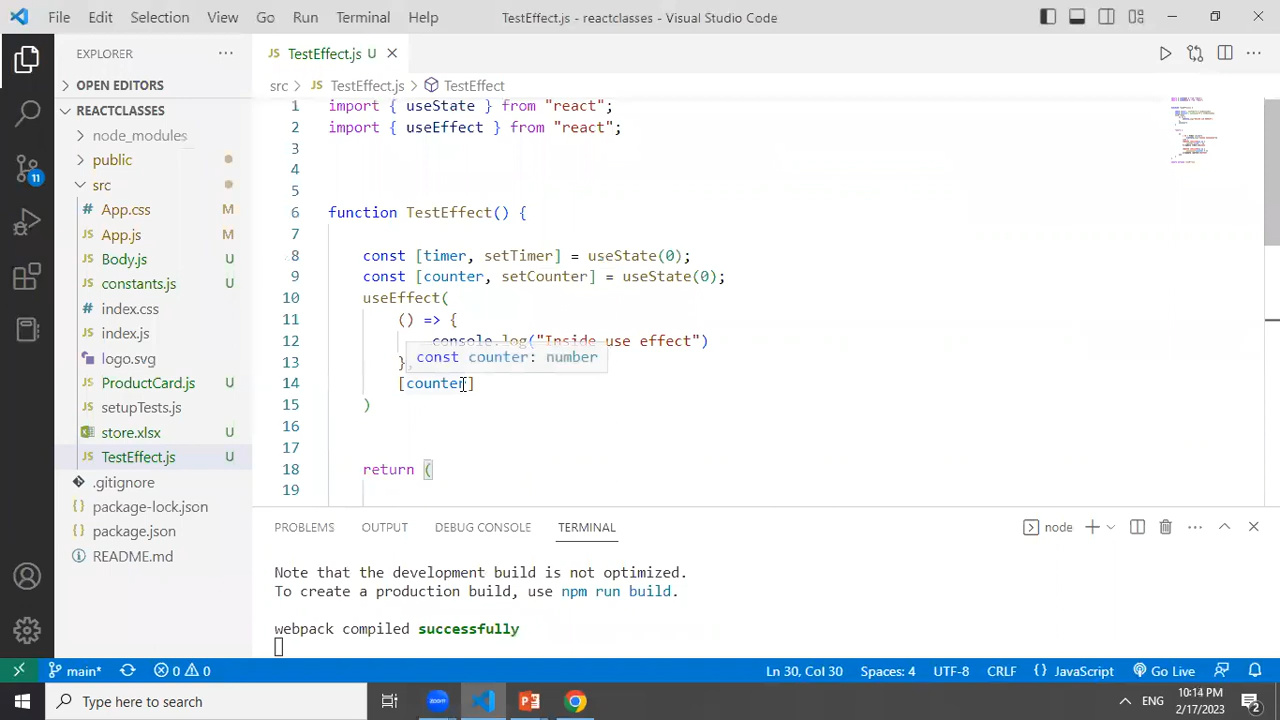 File Edit Selection View Go Run Terminal Help TestEffect.js - reactclasses - Visual Studio Code
EXPLORER
OPEN EDITORS
REACTCLASSES
node_modules
public
src
App.css M
App.js M
Body.js U
constants.js U
index.css
index.js
logo.svg
ProductCard.js U
setupTests.js
store.xlsx U
TestEffect.js U
.gitignore
package-lock.json
package.json
README.md
11
JS TestEffect.js U
src > JS TestEffect.js > TestEffect
1 import { useState } from "react";
2 import { useEffect } from "react";
3
4
5
6 function TestEffect() {
7
8 const [timer, setTimer] = useState(0);
9 const [counter, setCounter] = useState(0);
10 useEffect(
11 () => {
12 console.log("Inside use effect")
const counter: number
13 },
14 [counter]
15 )
16
17
18 return (
19
PROBLEMS OUTPUT DEBUG CONSOLE TERMINAL node
Note that the development build is not optimized.
To create a production build, use npm run build.
webpack compiled successfully
main* 0 0 Ln 30, Col 30 Spaces: 4 UTF-8 CRLF JavaScript Go Live
Type here to search zoom ENG 10:14 PM
2/17/2023 2